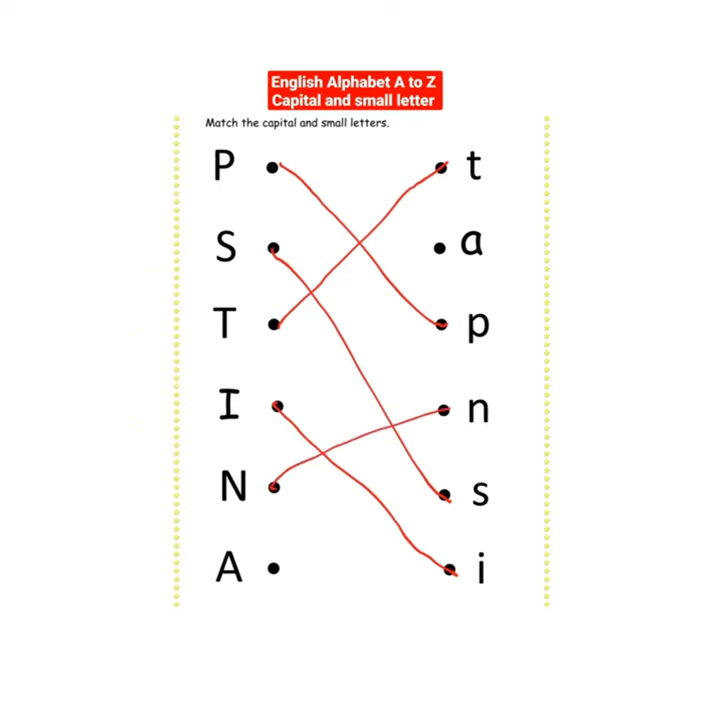 English Alphabet A to Z
Capital and small letter
Match the capital and small letters.
P t
S a
T p
I n
N s
A i